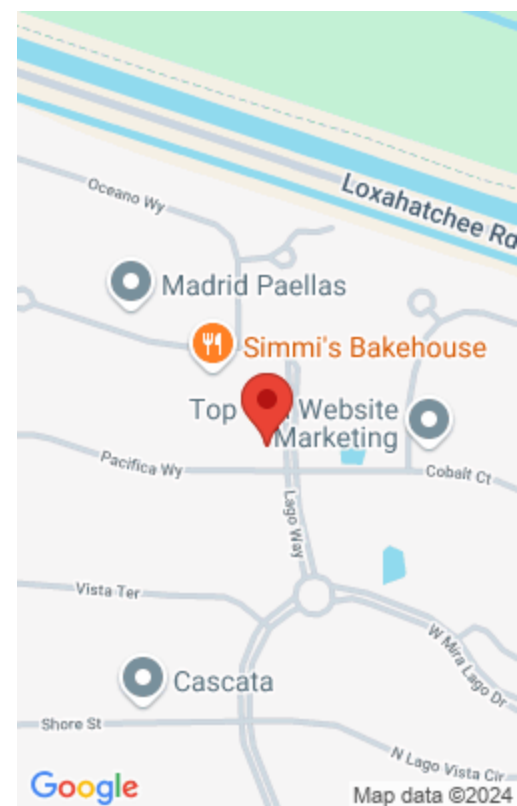 Oceano Wy
Loxahatchee Rd
Madrid Paellas
Simmi's Bakehouse
Top Website
Marketing
Pacifica Wy
Cobalt Ct
Lago Way
Vista Ter
W Mira Lago Dr
Cascata
Shore St
N Lago Vista Cir
Google
Map data ©2024